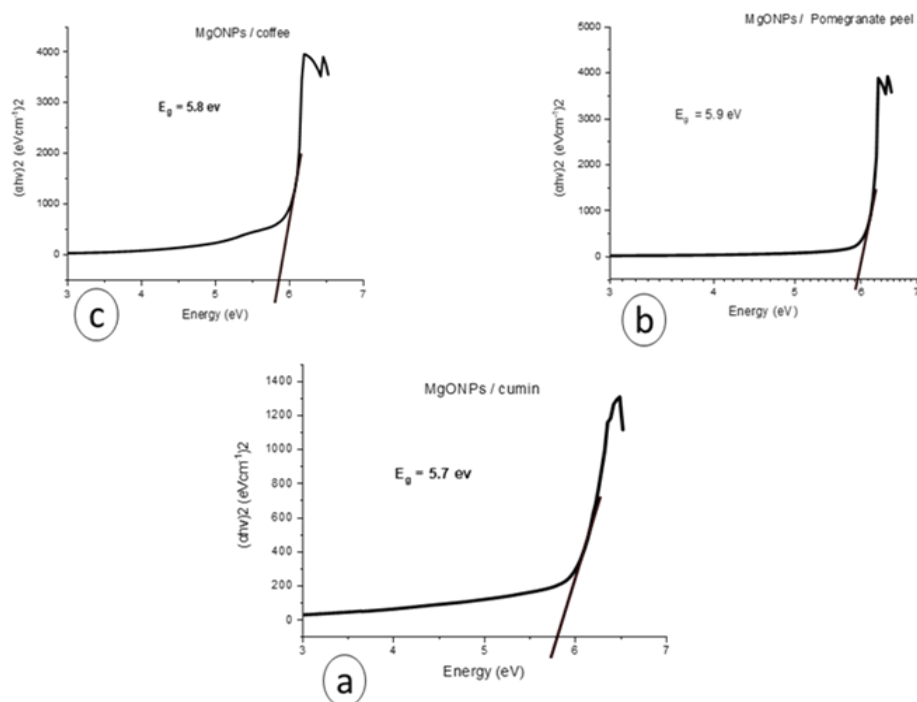 MgONPs / coffee
4000
3000
2000
1000
0
(αhv)2 (eVcm⁻¹)2
E_g = 5.8 ev
3 4 5 6 7
Energy (eV)
c
MgONPs / Pomegranate peel
5000
4000
3000
2000
1000
0
(αhv)2 (eVcm⁻¹)2
E_g = 5.9 eV
3 4 5 6 7
Energy (eV)
b
MgONPs / cumin
1400
1200
1000
800
600
400
200
0
(αhv)2 (eVcm⁻¹)2
E_g = 5.7 ev
3 4 5 6 7
Energy (eV)
a